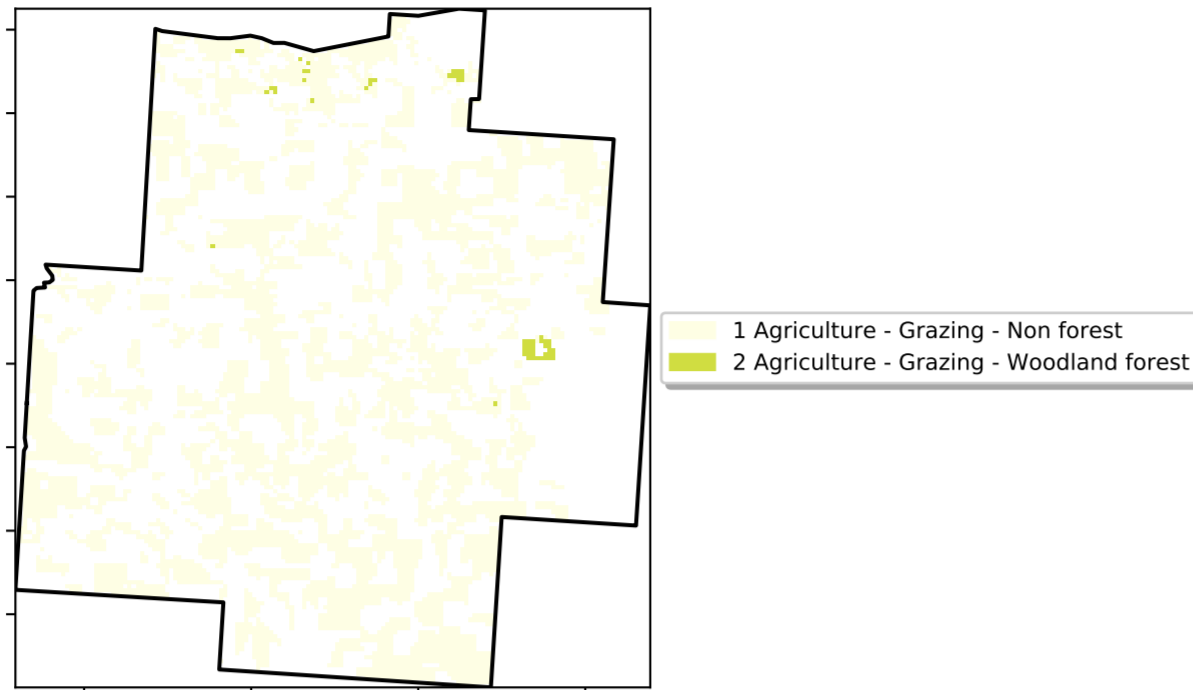 1 Agriculture - Grazing - Non forest
2 Agriculture - Grazing - Woodland forest